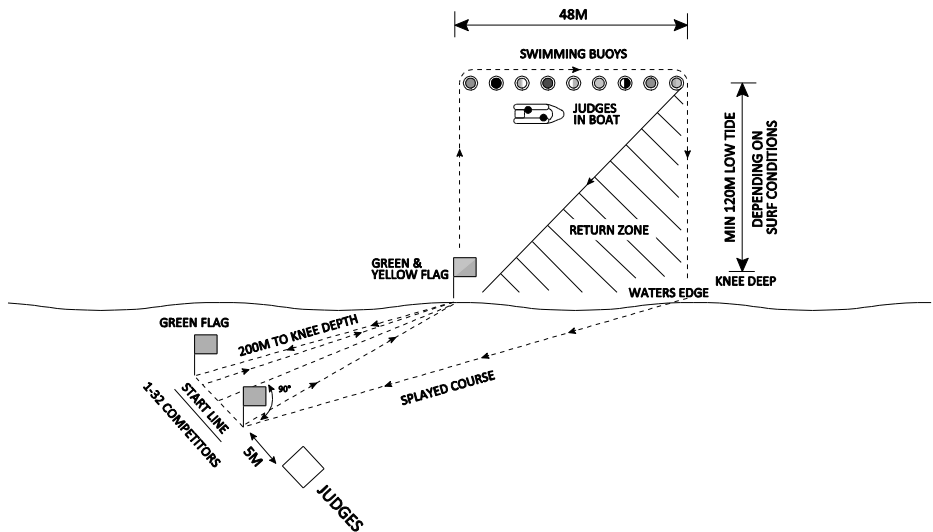 48M
SWIMMING BUOYS
JUDGES
IN BOAT
MIN 120M LOW TIDE
DEPENDING ON
SURF CONDITIONS
RETURN ZONE
GREEN &
YELLOW FLAG
KNEE DEEP
WATERS EDGE
GREEN FLAG
200M TO KNEE DEPTH
90°
START LINE
1-32 COMPETITORS
SPLAYED COURSE
5M
JUDGES